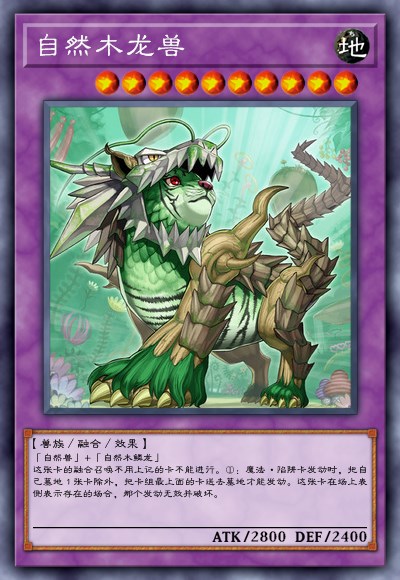 自然木龙兽
地
【兽族／融合／效果】
「自然兽」+「自然木鳞龙」
这张卡的融合召唤不用上记的卡不能进行。①：魔法·陷阱卡发动时，把自
己墓地1张卡除外，把卡组最上面的卡送去墓地才能发动。这张卡在场上表
侧表示存在的场合，那个发动无效并破坏。
ATK/2800 DEF/2400